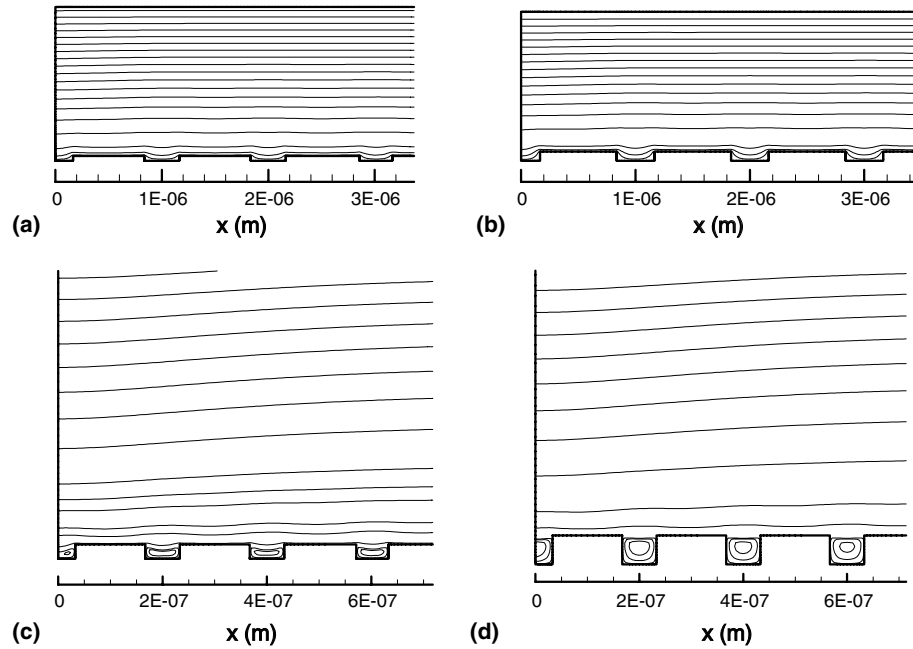 0 1E-06 2E-06 3E-06
(a) x (m)
0 1E-06 2E-06 3E-06
(b) x (m)
0 2E-07 4E-07 6E-07
(c) x (m)
0 2E-07 4E-07 6E-07
(d) x (m)